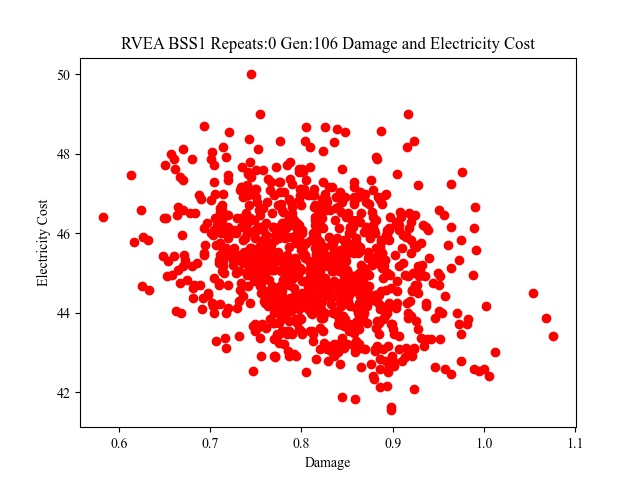 RVEA BSS1 Repeats:0 Gen:106 Damage and Electricity Cost
50
48
46
44
42
Electricity Cost
0.6 0.7 0.8 0.9 1.0 1.1
Damage